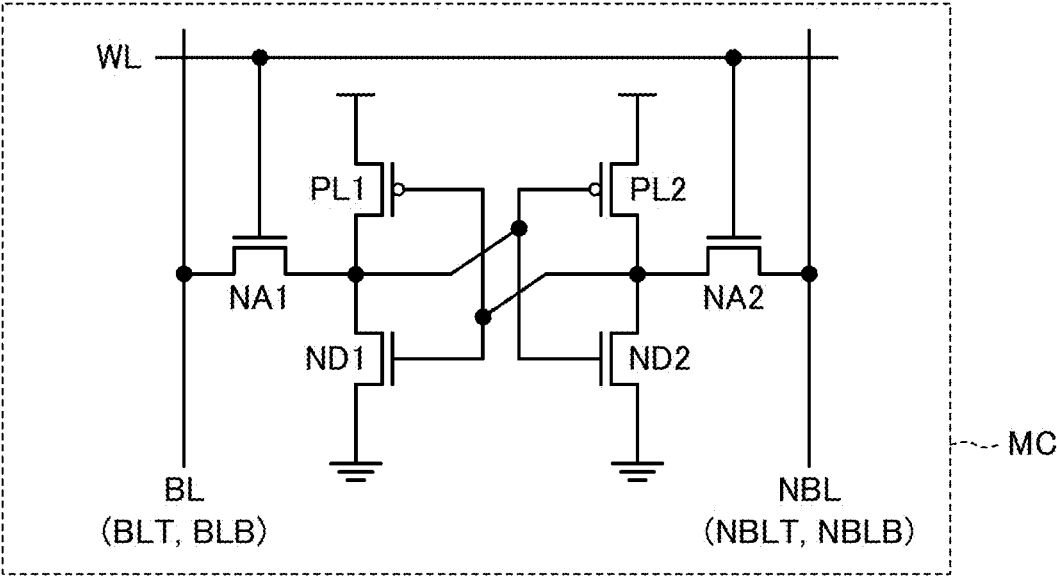 WL
PL1
PL2
NA1
NA2
ND1
ND2
MC
BL
(BLT, BLB)
NBL
(NBLT, NBLB)